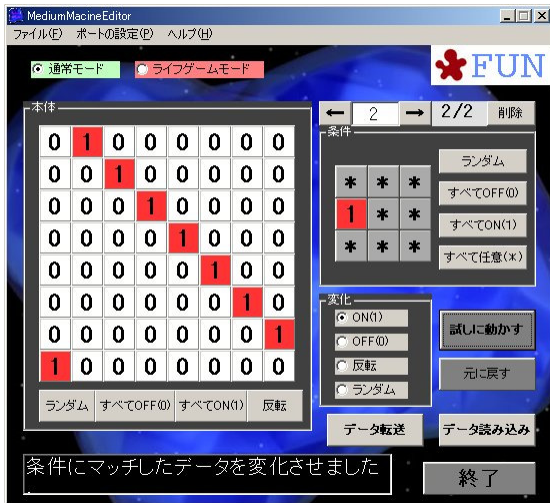 MediumMacineEditor
ファイル(F) ポートの設定(P) ヘルプ(H)
通常モード ライフゲームモード
FUN
本体
0 1 0 0 0 0 0 0
0 0 1 0 0 0 0 0
0 0 0 1 0 0 0 0
0 0 0 0 1 0 0 0
0 0 0 0 0 1 0 0
0 0 0 0 0 0 1 0
0 0 0 0 0 0 0 1
1 0 0 0 0 0 0 0
ランダム すべてOFF(0) すべてON(1) 反転
← 2 → 2/2 削除
条件
* * *
1 * *
* * *
ランダム
すべてOFF(0)
すべてON(1)
すべて任意(*)
変化
ON(1)
OFF(0)
反転
ランダム
試しに動かす
元に戻す
データ転送 データ読み込み
条件にマッチしたデータを変化させました
終了